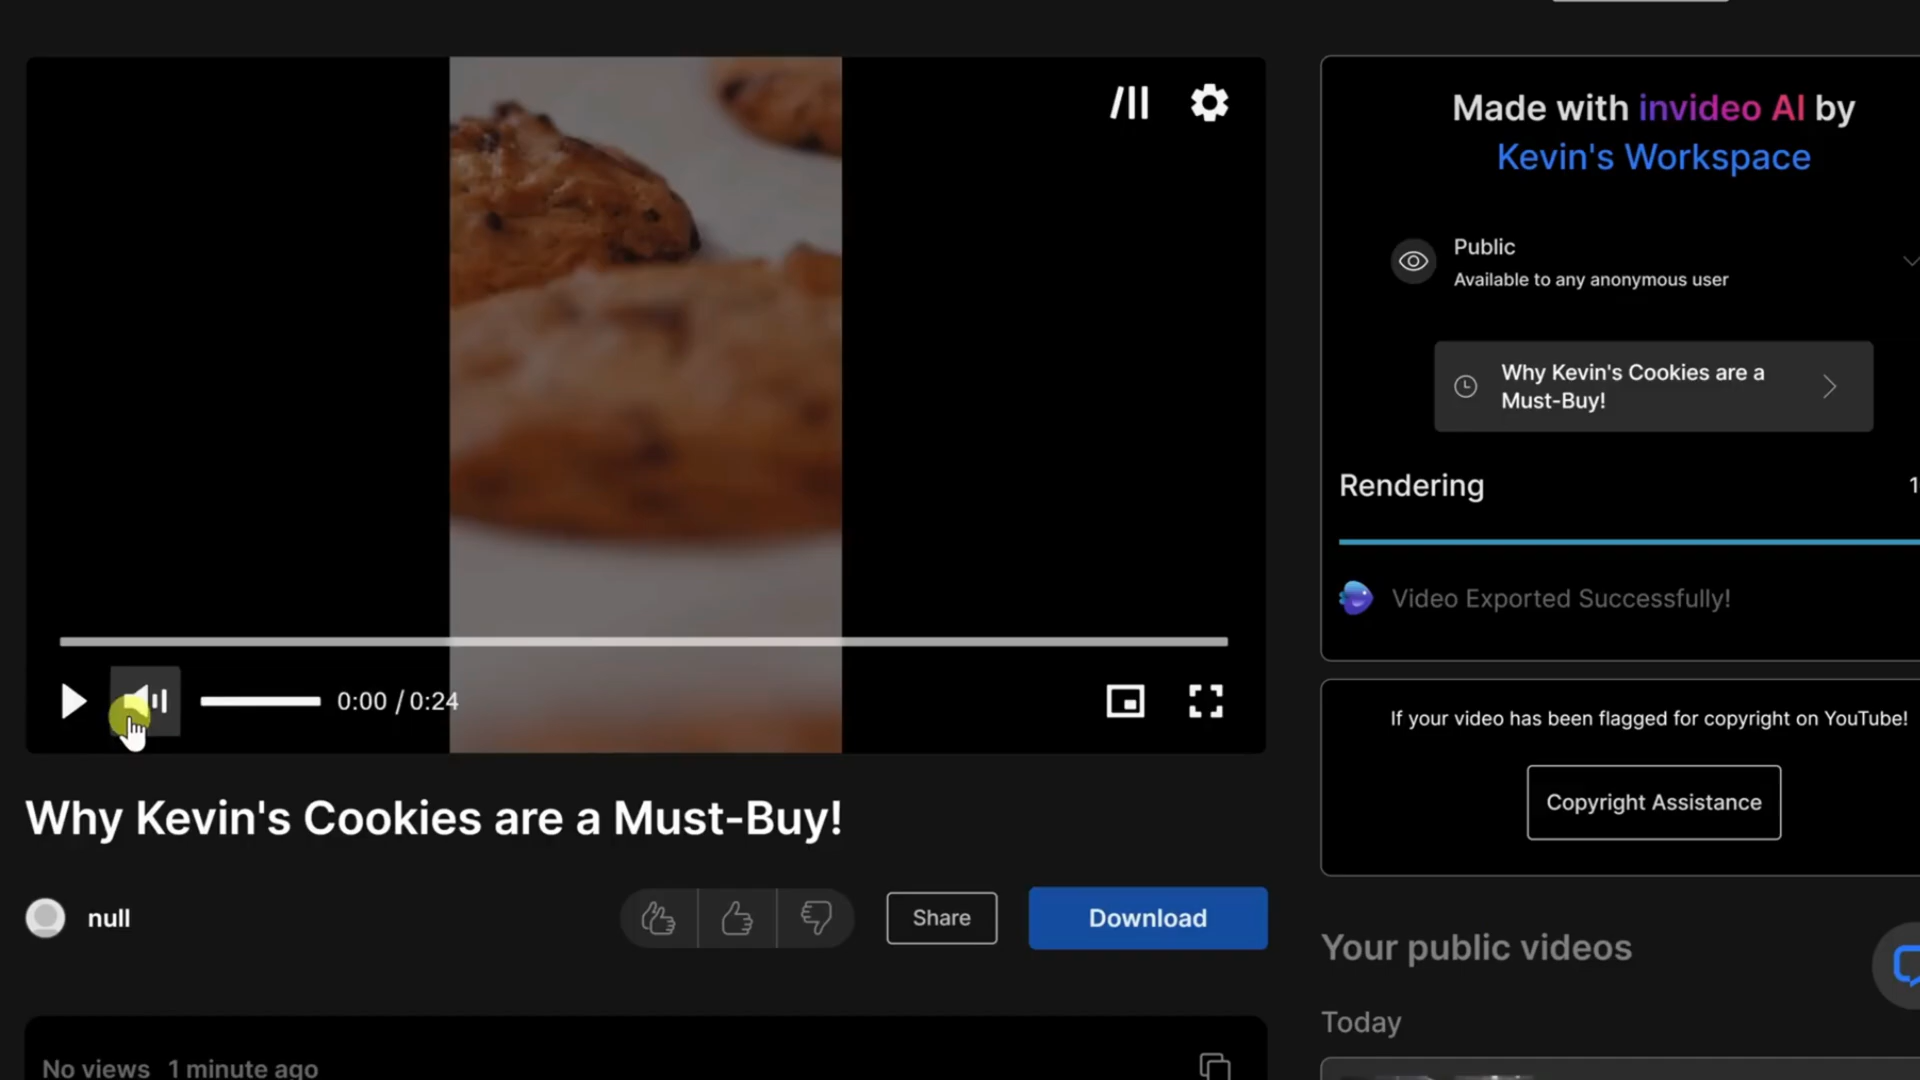 Made with invideo AI by
Kevin's Workspace
Public
Available to any anonymous user
Why Kevin's Cookies are a
Must-Buy!
Rendering
Video Exported Successfully!
0:00 / 0:24
If your video has been flagged for copyright on YouTube!
Copyright Assistance
Why Kevin's Cookies are a Must-Buy!
null
Share
Download
Your public videos
Today
No views 1 minute ago